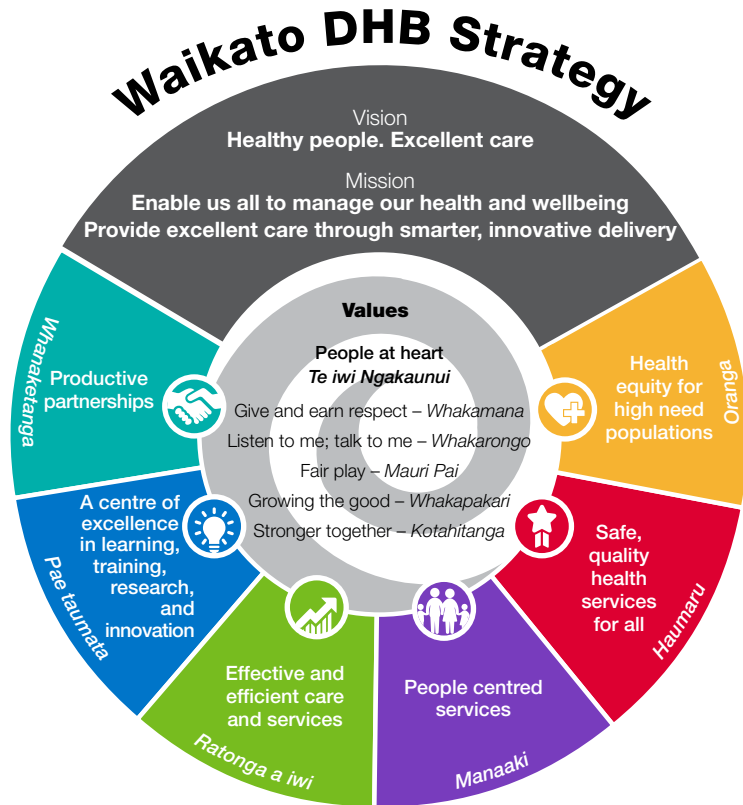 Waikato DHB Strategy
Vision
Healthy people. Excellent care
Mission
Enable us all to manage our health and wellbeing
Provide excellent care through smarter, innovative delivery
Values
People at heart
Te iwi Ngakaunui
Give and earn respect – Whakamana
Listen to me; talk to me – Whakarongo
Fair play – Mauri Pai
Growing the good – Whakapakari
Stronger together – Kotahitanga
Health
equity for
high need
populations
Oranga
Safe,
quality
health
services
for all
Haumaru
People centred
services
Manaaki
Effective and
efficient care
and services
Ratonga a iwi
A centre of
excellence
in learning,
training,
research,
and
innovation
Pae taumata
Productive
partnerships
Whanaketanga